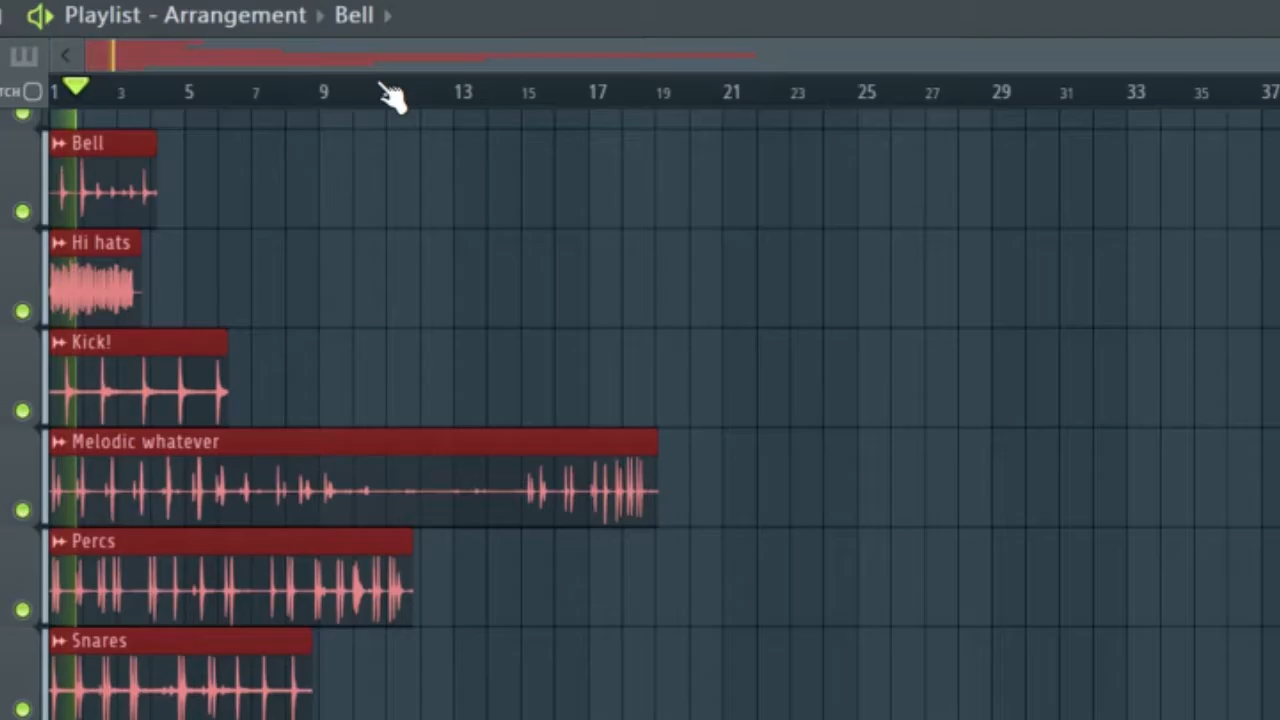 Playlist - Arrangement Bell
TCH 1 3 5 7 9 13 15 17 19 21 23 25 27 29 31 33 35 37
Bell
Hi hats
Kick!
Melodic whatever
Percs
Snares